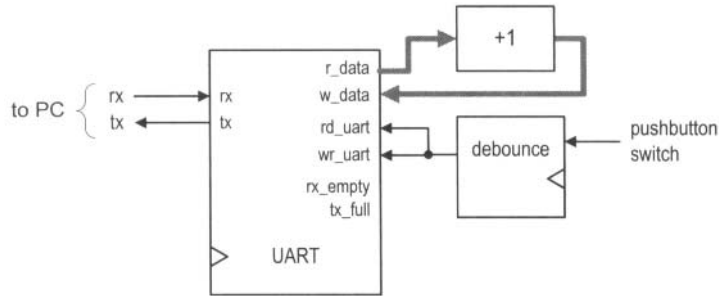 +1
r_data
w_data
to PC
rx
rx
tx
tx
rd_uart
wr_uart
debounce
pushbutton
switch
rx_empty
tx_full
UART